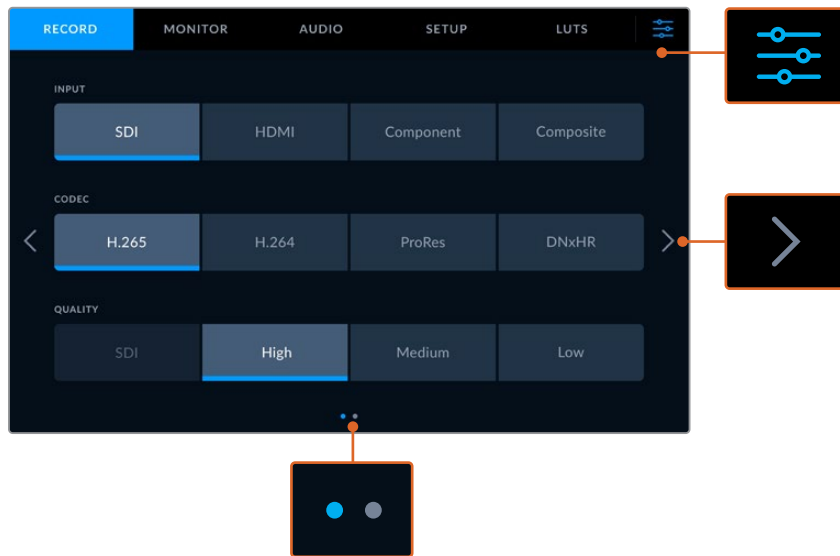 RECORD MONITOR AUDIO SETUP LUTS
INPUT
SDI HDMI Component Composite
CODEC
H.265 H.264 ProRes DNxHR
QUALITY
SDI High Medium Low